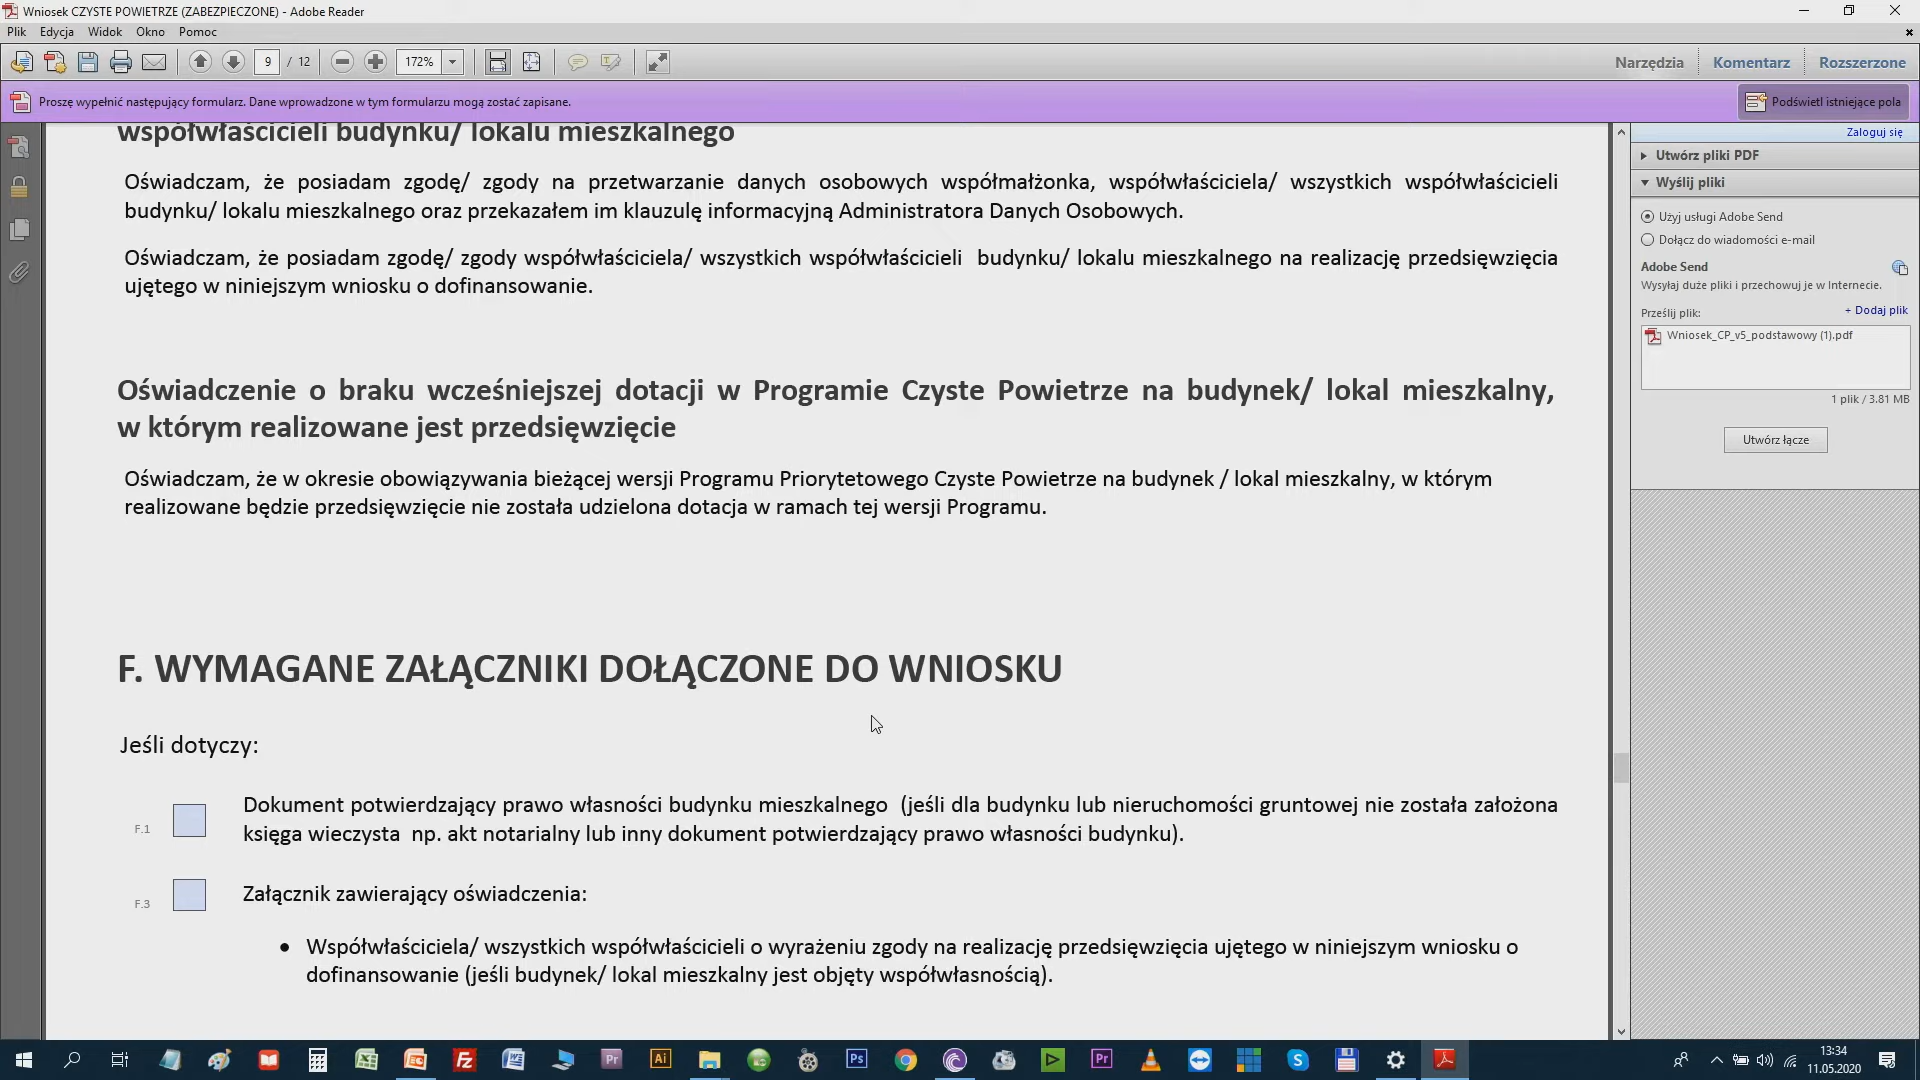 Wniosek CZYSTE POWIETRZE (ZABEZPIECZONE) - Adobe Reader
Plik Edycja Widok Okno Pomoc
9 / 12 172% Narzędzia Komentarz Rozszerzone
Proszę wypełnić następujący formularz. Dane wprowadzone w tym formularzu mogą zostać zapisane.
Podświetl istniejące pola
współwłaścicieli budynku/ lokalu mieszkalnego
Oświadczam, że posiadam zgodę/ zgody na przetwarzanie danych osobowych współmałżonka, współwłaściciela/ wszystkich współwłaścicieli
budynku/ lokalu mieszkalnego oraz przekazałem im klauzulę informacyjną Administratora Danych Osobowych.
Oświadczam, że posiadam zgodę/ zgody współwłaściciela/ wszystkich współwłaścicieli budynku/ lokalu mieszkalnego na realizację przedsięwzięcia
ujętego w niniejszym wniosku o dofinansowanie.
Oświadczenie o braku wcześniejszej dotacji w Programie Czyste Powietrze na budynek/ lokal mieszkalny,
w którym realizowane jest przedsięwzięcie
Oświadczam, że w okresie obowiązywania bieżącej wersji Programu Priorytetowego Czyste Powietrze na budynek / lokal mieszkalny, w którym
realizowane będzie przedsięwzięcie nie została udzielona dotacja w ramach tej wersji Programu.
F. WYMAGANE ZAŁĄCZNIKI DOŁĄCZONE DO WNIOSKU
Jeśli dotyczy:
F.1 Dokument potwierdzający prawo własności budynku mieszkalnego (jeśli dla budynku lub nieruchomości gruntowej nie została założona
księga wieczysta np. akt notarialny lub inny dokument potwierdzający prawo własności budynku).
F.3 Załącznik zawierający oświadczenia:
• Współwłaściciela/ wszystkich współwłaścicieli o wyrażeniu zgody na realizację przedsięwzięcia ujętego w niniejszym wniosku o
dofinansowanie (jeśli budynek/ lokal mieszkalny jest objęty współwłasnością).
Zaloguj się
Utwórz pliki PDF
Wyślij pliki
Użyj usługi Adobe Send
Dołącz do wiadomości e-mail
Adobe Send
Wysyłaj duże pliki i przechowuj je w Internecie.
Prześlij plik: + Dodaj plik
Wniosek_CP_v5_podstawowy (1).pdf
1 plik / 3.81 MB
Utwórz łącze
Pr Ai Ps Pr
13:34
11.05.2020